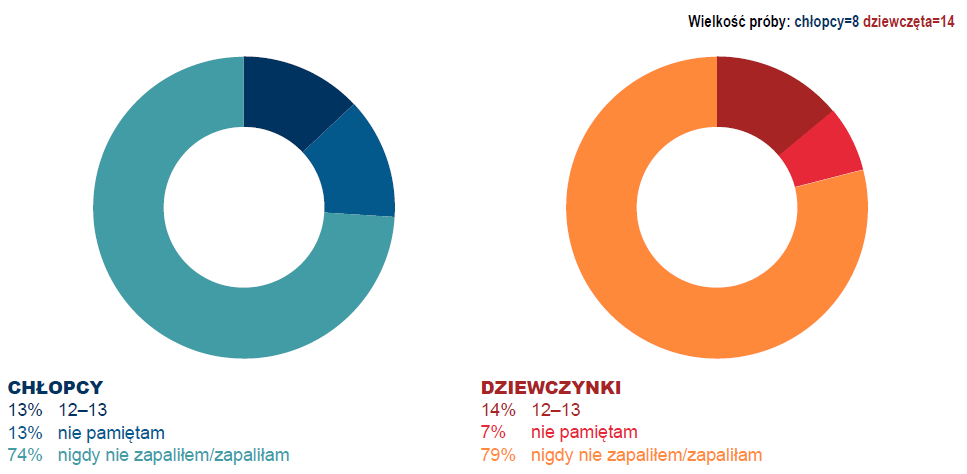 Wielkość próby: chłopcy=8 dziewczęta=14
CHŁOPCY
13% 12–13
13% nie pamiętam
74% nigdy nie zapaliłem/zapaliłam
DZIEWCZYNKI
14% 12–13
7% nie pamiętam
79% nigdy nie zapaliłem/zapaliłam